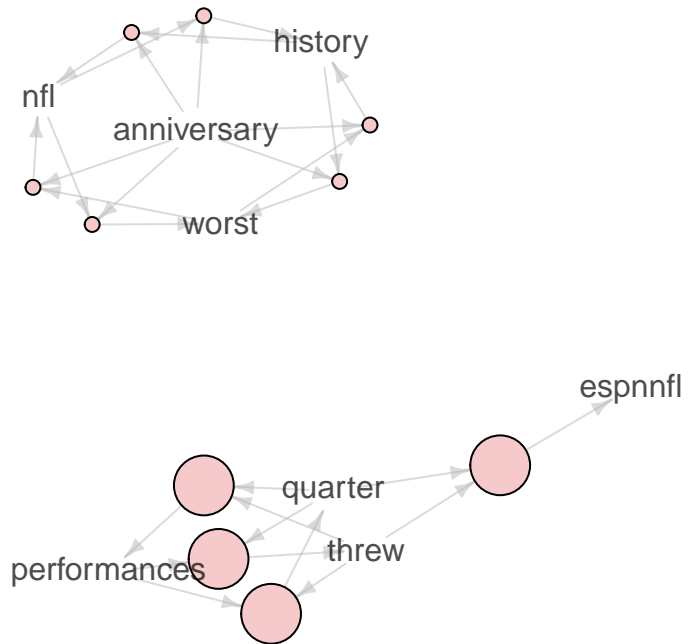 history
nfl
anniversary
worst
espnnfl
quarter
threw
performances